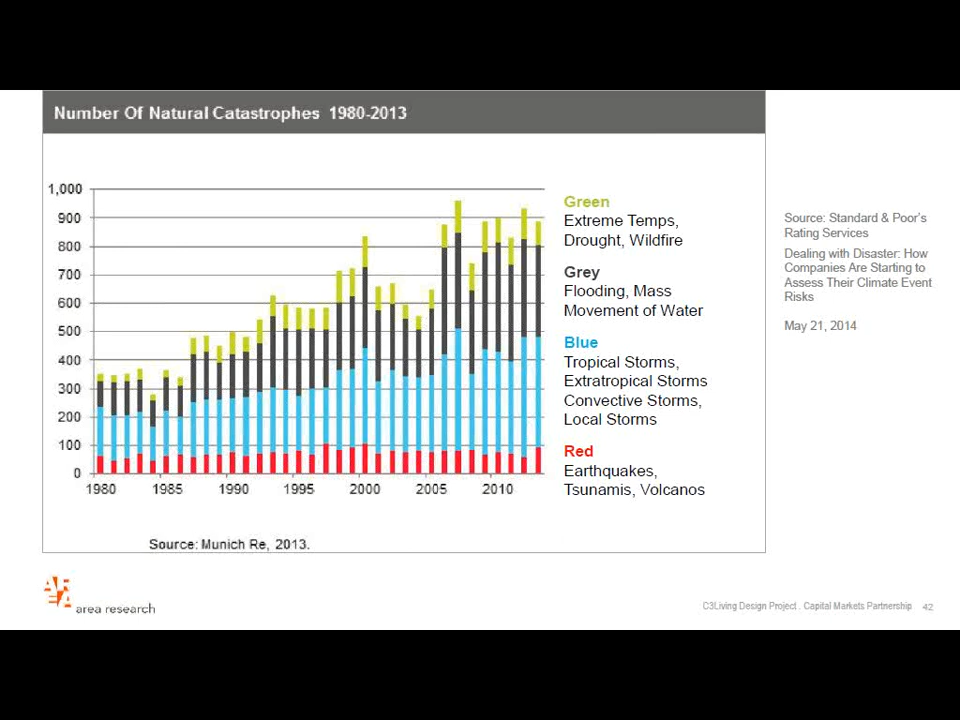 Number Of Natural Catastrophes 1980-2013
1,000
900
800
700
600
500
400
300
200
100
0
1980 1985 1990 1995 2000 2005 2010
Source: Munich Re, 2013.
Green
Extreme Temps,
Drought, Wildfire
Grey
Flooding, Mass
Movement of Water
Blue
Tropical Storms,
Extratropical Storms
Convective Storms,
Local Storms
Red
Earthquakes,
Tsunamis, Volcanos
Source: Standard & Poor's
Rating Services
Dealing with Disaster: How
Companies Are Starting to
Assess Their Climate Event
Risks
May 21, 2014
AR
EA area research
C3Living Design Project . Capital Markets Partnership 42